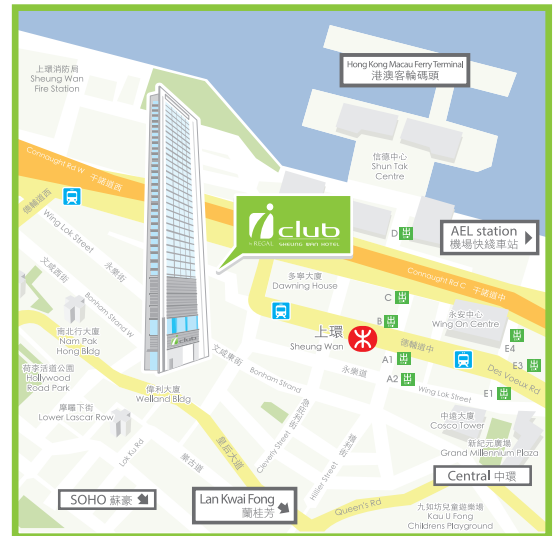 上環消防局
Sheung Wan
Fire Station
Hong Kong Macau Ferry Terminal
港澳客輪碼頭
信德中心
Shun Tak
Centre
Connaught Rd W 干諾道西
德輔道西
Wing Lok Street
文咸西街
永樂街
Bonham Strand W
i club
by REGAL
SHEUNG WAN HOTEL
D
AEL station
機場快綫車站
Connaught Rd C 干諾道中
多寧大廈
Dawning House
C
B
永安中心
Wing On Centre
上環
Sheung Wan
德輔道中
Des Voeux Rd
E4
E3
E1
A1
A2
南北行大廈
Nam Pak
Hong Bldg
荷李活道公園
Hollywood
Road Park
iclub
文咸東街
Bonham Strand
永樂道
Wing Lok Street
偉利大廈
Welland Bldg
摩囉下街
Lower Lascar Row
Lok Ku Rd
樂古道
皇后大道
Queen's Rd
Cleverly Street
Hillier Street
中遠大廈
Cosco Tower
新紀元廣場
Grand Millennium Plaza
Central 中環
SOHO 蘇豪
Lan Kwai Fong
蘭桂芳
九如坊兒童遊樂場
Kau U Fong
Childrens Playground